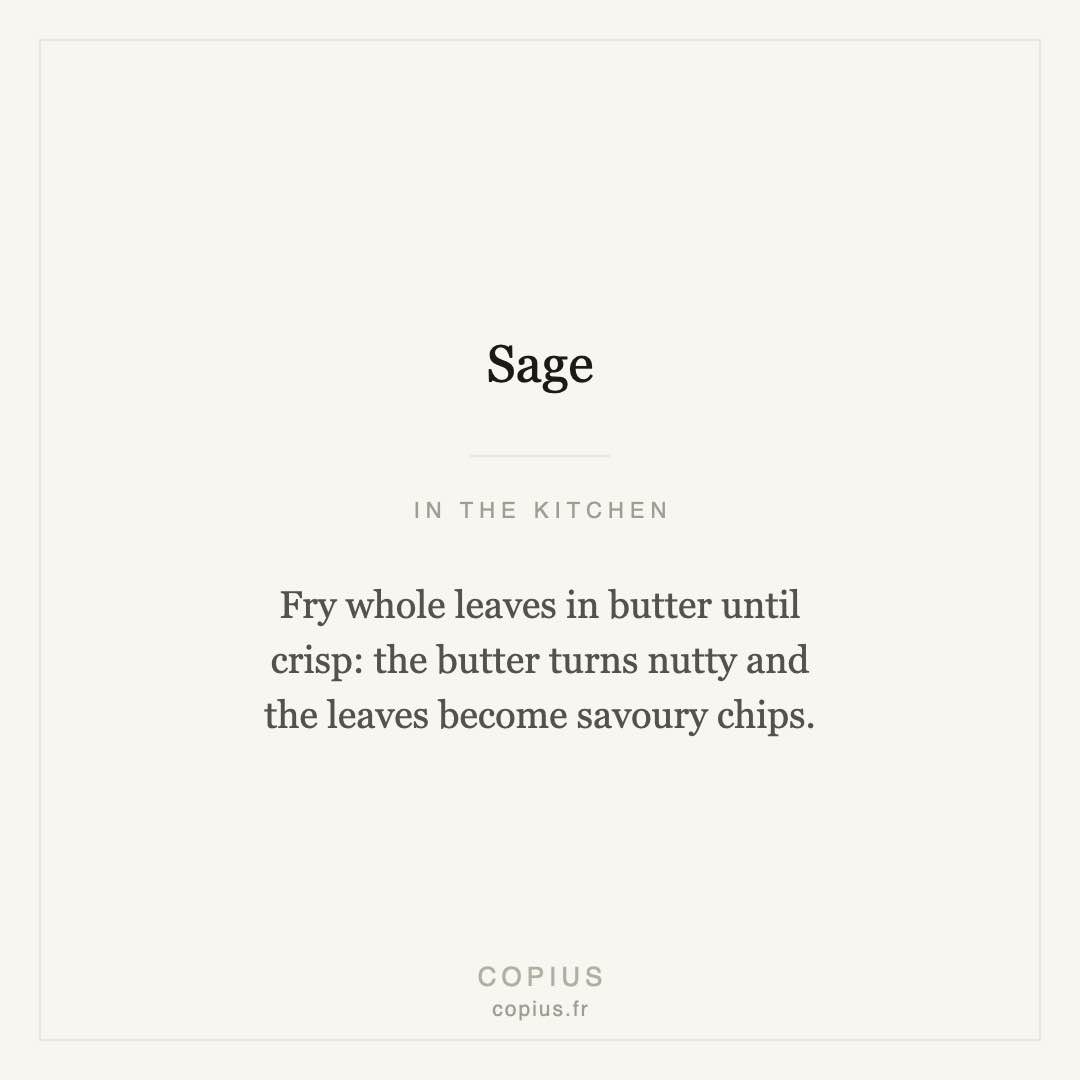 Sage
IN THE KITCHEN
Fry whole leaves in butter until
crisp: the butter turns nutty and
the leaves become savoury chips.
COPIUS
copius.fr